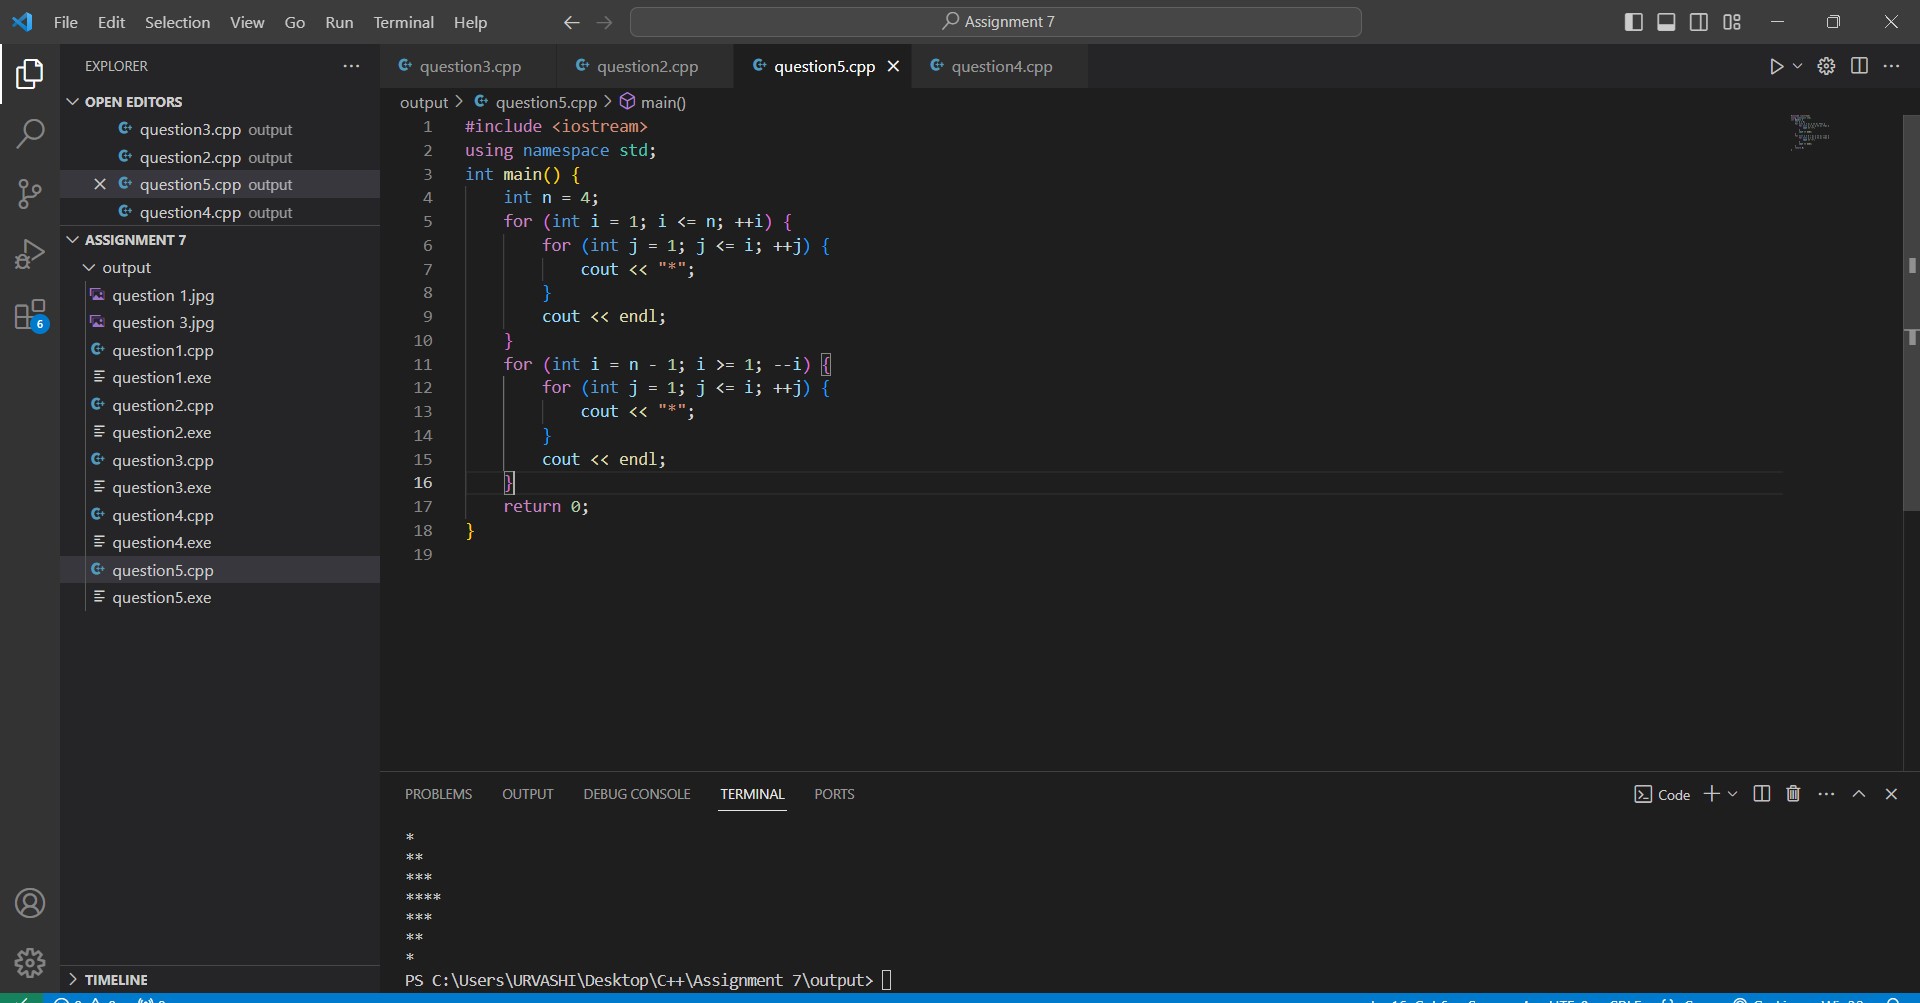 File Edit Selection View Go Run Terminal Help
Assignment 7
EXPLORER
OPEN EDITORS
question3.cpp output
question2.cpp output
question5.cpp output
question4.cpp output
ASSIGNMENT 7
output
question 1.jpg
question 3.jpg
question1.cpp
question1.exe
question2.cpp
question2.exe
question3.cpp
question3.exe
question4.cpp
question4.exe
question5.cpp
question5.exe
TIMELINE
6
question3.cpp question2.cpp question5.cpp question4.cpp
output > question5.cpp > main()
1 #include <iostream>
2 using namespace std;
3 int main() {
4     int n = 4;
5     for (int i = 1; i <= n; ++i) {
6         for (int j = 1; j <= i; ++j) {
7             cout << "*";
8         }
9         cout << endl;
10     }
11     for (int i = n - 1; i >= 1; --i) {
12         for (int j = 1; j <= i; ++j) {
13             cout << "*";
14         }
15         cout << endl;
16     }
17     return 0;
18 }
19
PROBLEMS OUTPUT DEBUG CONSOLE TERMINAL PORTS
Code
*
**
***
****
***
**
*
PS C:\Users\URVASHI\Desktop\C++\Assignment 7\output>